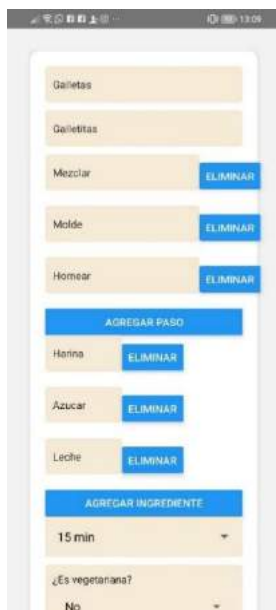 13:09
Galletas
Galletitas
Mezclar ELIMINAR
Molde ELIMINAR
Hornear ELIMINAR
AGREGAR PASO
Harina ELIMINAR
Azucar ELIMINAR
Leche ELIMINAR
AGREGAR INGREDIENTE
15 min
¿Es vegetariana?
No